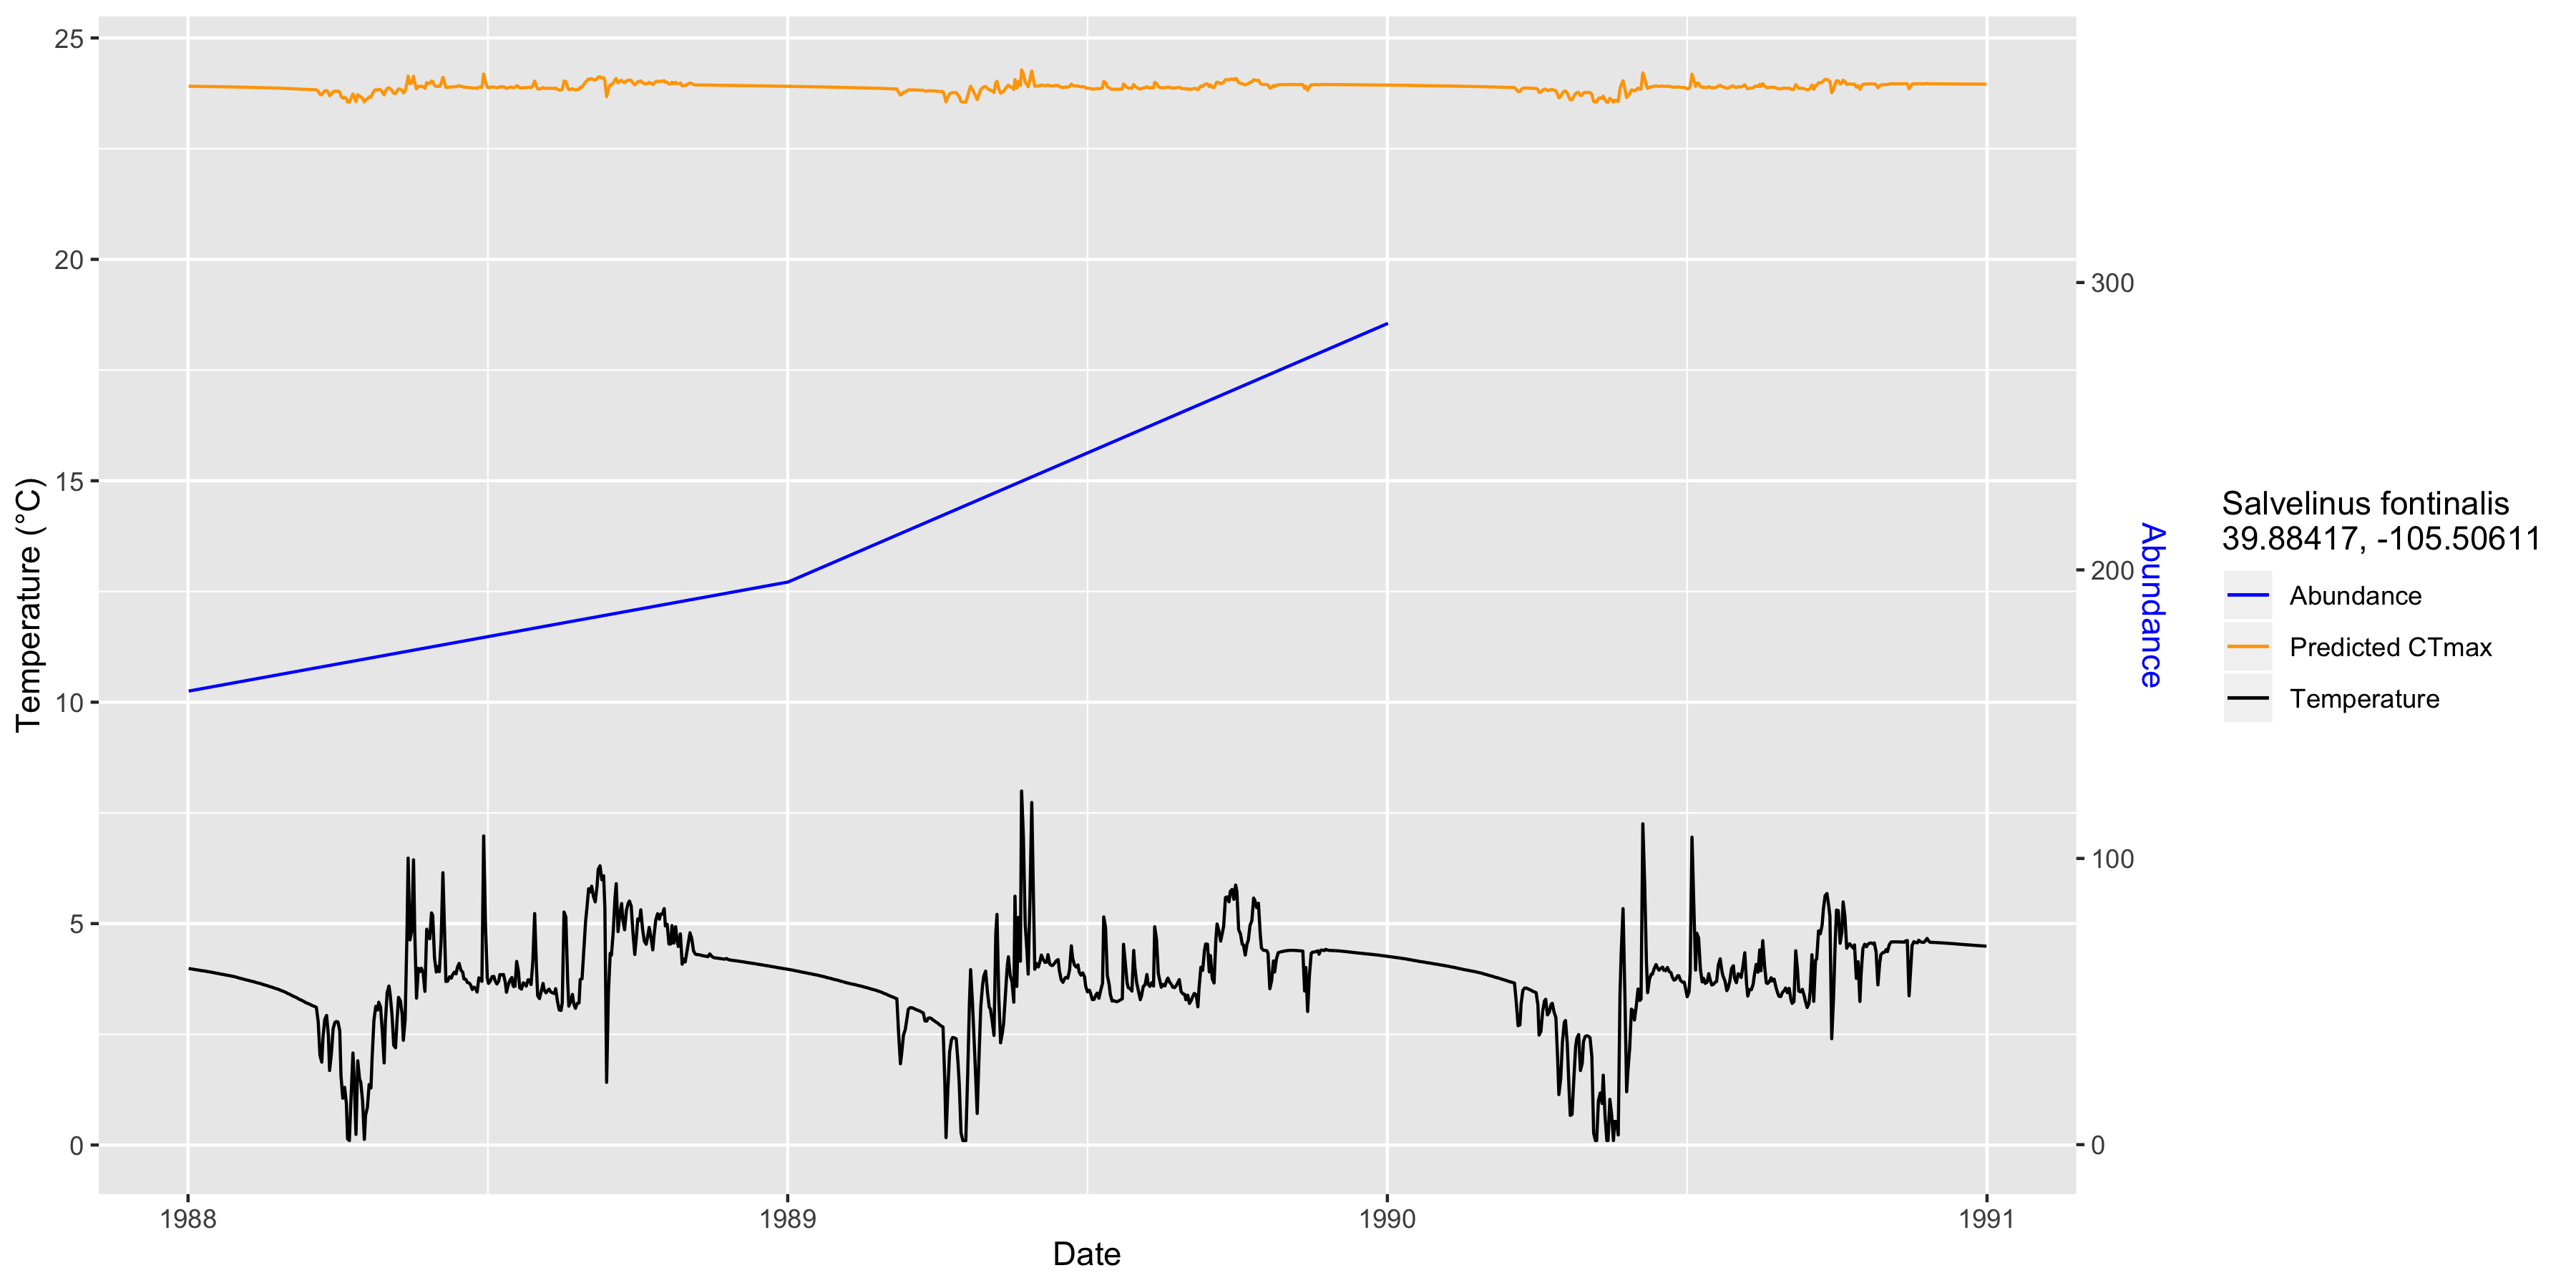 25
20
15
10
5
0
Temperature (°C)
1988
1989
1990
1991
Date
300
200
100
0
Abundance
Salvelinus fontinalis
39.88417, -105.50611
Abundance
Predicted CTmax
Temperature